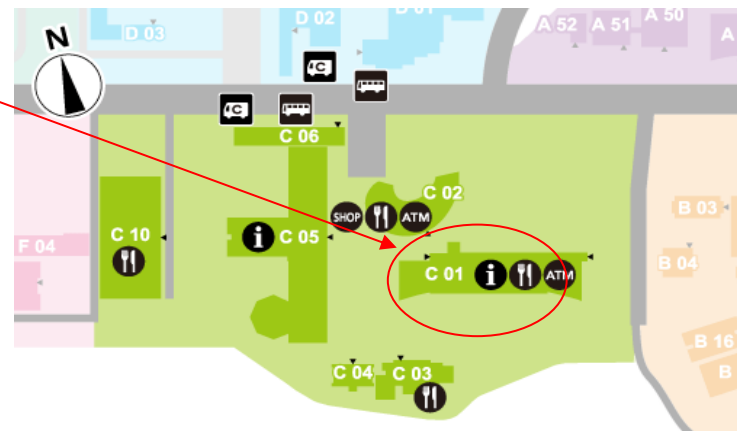 D 02
D 01
A 50
A 52
A 51
A
D 03
N
C
C
C 06
C 02
SHOP
ATM
B 03
C 10
i
C 05
F 04
C 01
i
ATM
B 04
B 16
C 04
C 03
B